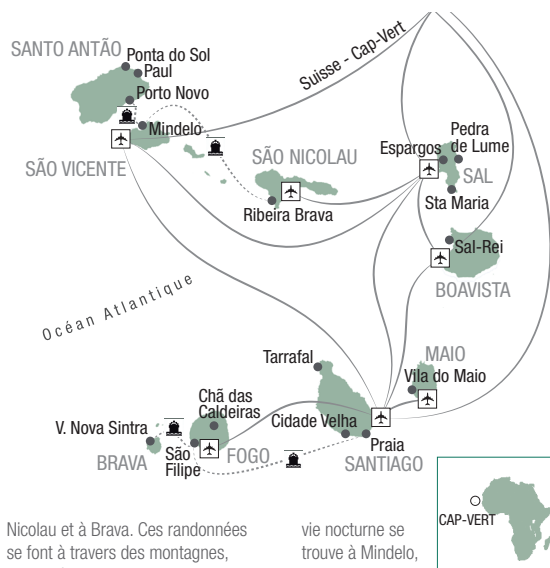 Suisse - Cap-Vert
SANTO ANTÃO
Ponta do Sol
Paul
Porto Novo
Mindelo
SÃO VICENTE
SÃO NICOLAU
Ribeira Brava
Espargos
Pedra
de Lume
SAL
Sta Maria
Sal-Rei
BOAVISTA
Océan Atlantique
MAIO
Vila do Maio
Tarrafal
Cidade Velha
Praia
SANTIAGO
Chã das
Caldeiras
V. Nova Sintra
BRAVA
São
Filipe
FOGO
CAP-VERT
Nicolau et à Brava. Ces randonnées
se font à travers des montagnes,
vie nocturne se
trouve à Mindelo,